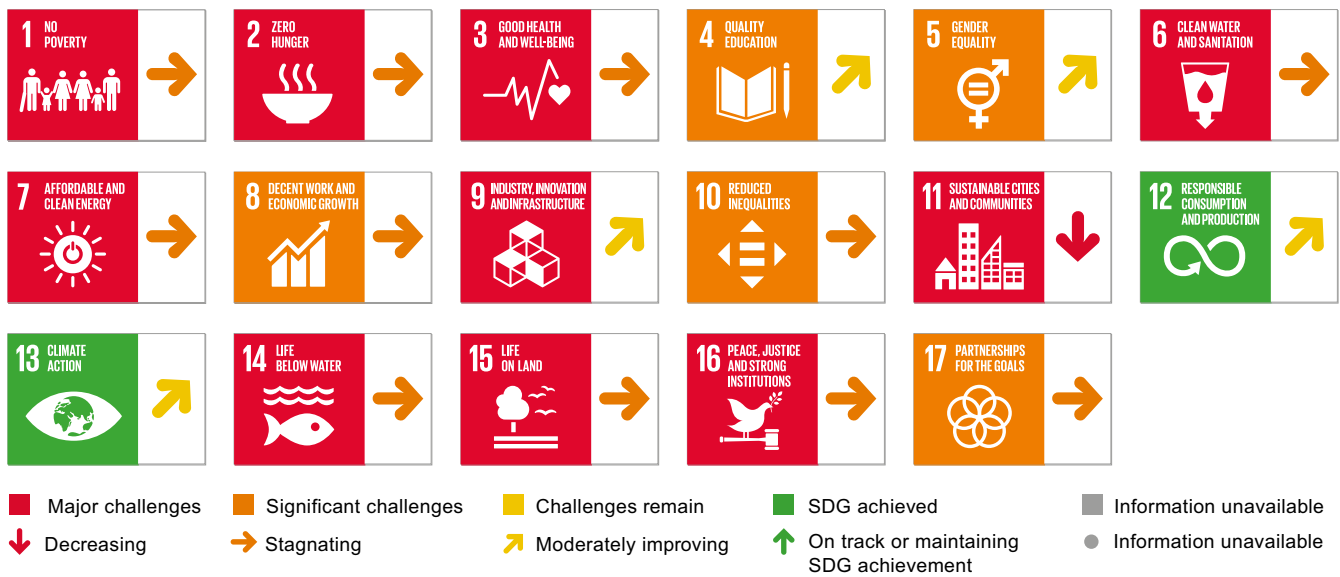 1 NO
POVERTY
2 ZERO
HUNGER
3 GOOD HEALTH
AND WELL-BEING
4 QUALITY
EDUCATION
5 GENDER
EQUALITY
6 CLEAN WATER
AND SANITATION
7 AFFORDABLE AND
CLEAN ENERGY
8 DECENT WORK AND
ECONOMIC GROWTH
9 INDUSTRY, INNOVATION
AND INFRASTRUCTURE
10 REDUCED
INEQUALITIES
11 SUSTAINABLE CITIES
AND COMMUNITIES
12 RESPONSIBLE
CONSUMPTION
AND PRODUCTION
13 CLIMATE
ACTION
14 LIFE
BELOW WATER
15 LIFE
ON LAND
16 PEACE, JUSTICE
AND STRONG
INSTITUTIONS
17 PARTNERSHIPS
FOR THE GOALS
Major challenges
Significant challenges
Challenges remain
SDG achieved
Information unavailable
Decreasing
Stagnating
Moderately improving
On track or maintaining
SDG achievement
Information unavailable